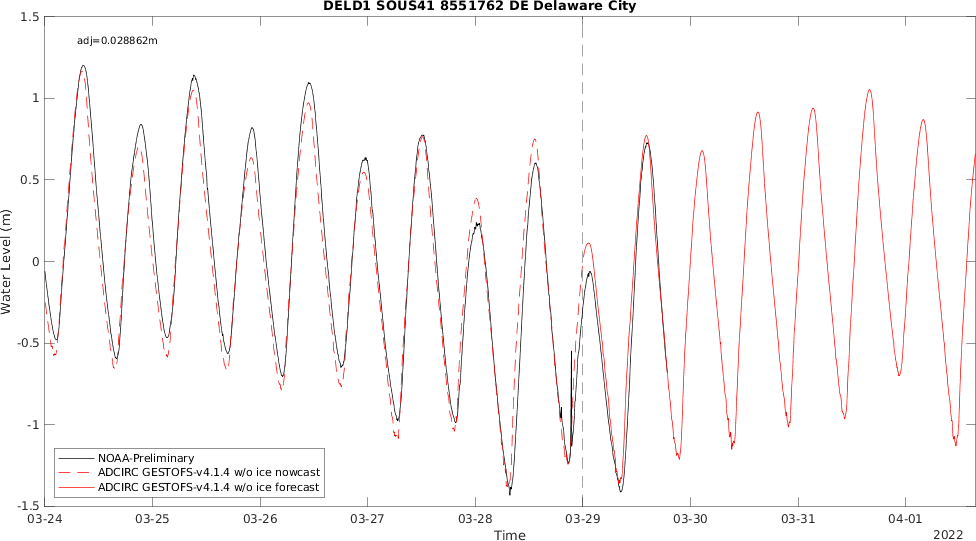 DELD1 SOUS41 8551762 DE Delaware City
adj=0.028862m
1.5
1
0.5
0
-0.5
-1
-1.5
Water Level (m)
NOAA-Preliminary
ADCIRC GESTOFS-v4.1.4 w/o ice nowcast
ADCIRC GESTOFS-v4.1.4 w/o ice forecast
03-24 03-25 03-26 03-27 03-28 03-29 03-30 03-31 04-01
Time
2022